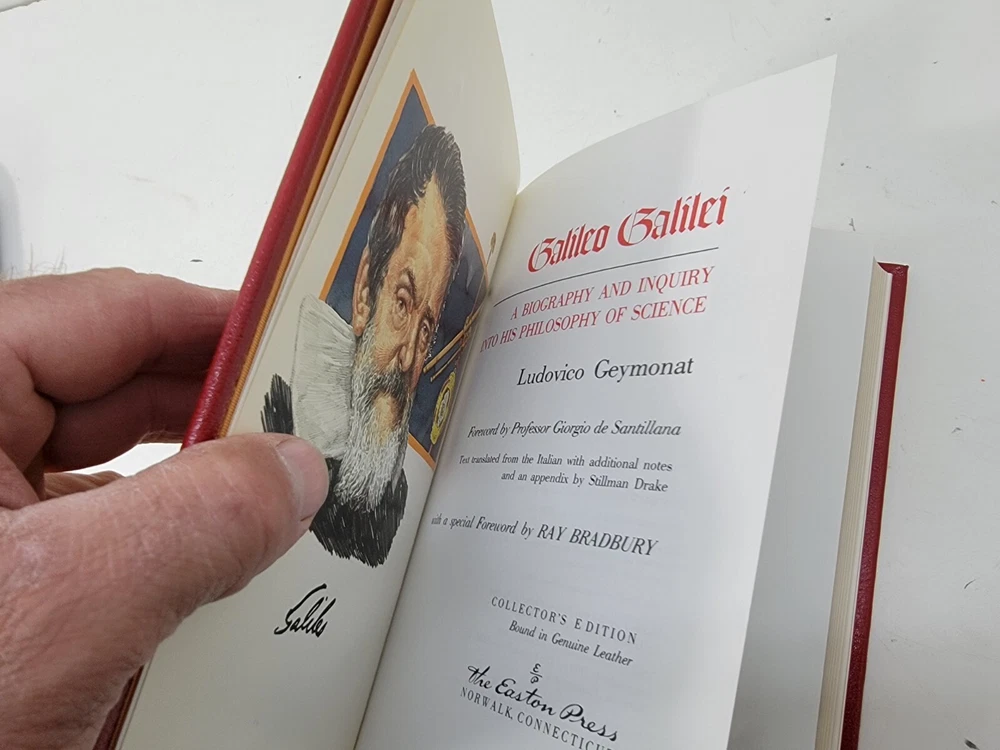 Galileo
Galileo Galilei
A BIOGRAPHY AND INQUIRY
INTO HIS PHILOSOPHY OF SCIENCE
Ludovico Geymonat
Foreword by Professor Giorgio de Santillana
Text translated from the Italian with additional notes
and an appendix by Stillman Drake
with a special Foreword by RAY BRADBURY
COLLECTOR'S EDITION
Bound in Genuine Leather
E
P
the Easton Press
NORWALK, CONNECTICU